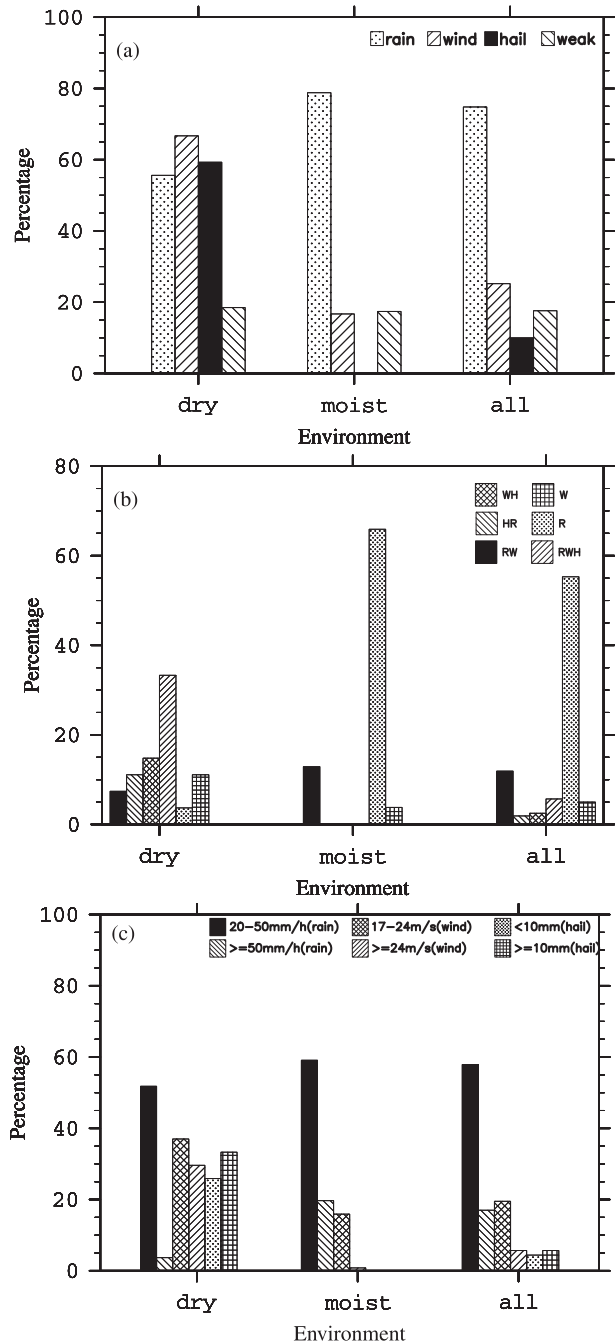 100
80
60
40
20
0
Percentage
(a)
rain wind hail weak
dry moist all
Environment
80
60
40
20
0
Percentage
(b)
WH W
HR R
RW RWH
dry moist all
Environment
100
80
60
40
20
0
Percentage
(c)
20-50mm/h(rain) 17-24m/s(wind) <10mm(hail)
>=50mm/h(rain) >=24m/s(wind) >=10mm(hail)
dry moist all
Environment